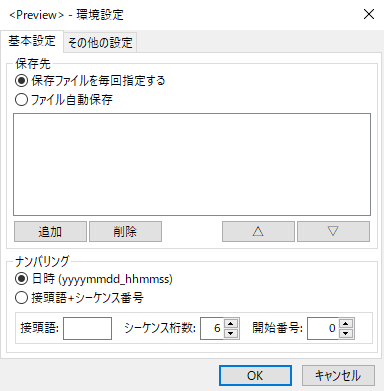 <Preview> - 環境設定
基本設定 その他の設定
保存先
保存ファイルを毎回指定する
ファイル自動保存
追加 削除 △ ▽
ナンバリング
日時 (yyyymmdd_hhmmss)
接頭語+シーケンス番号
接頭語: シーケンス桁数: 6 開始番号: 0
OK キャンセル